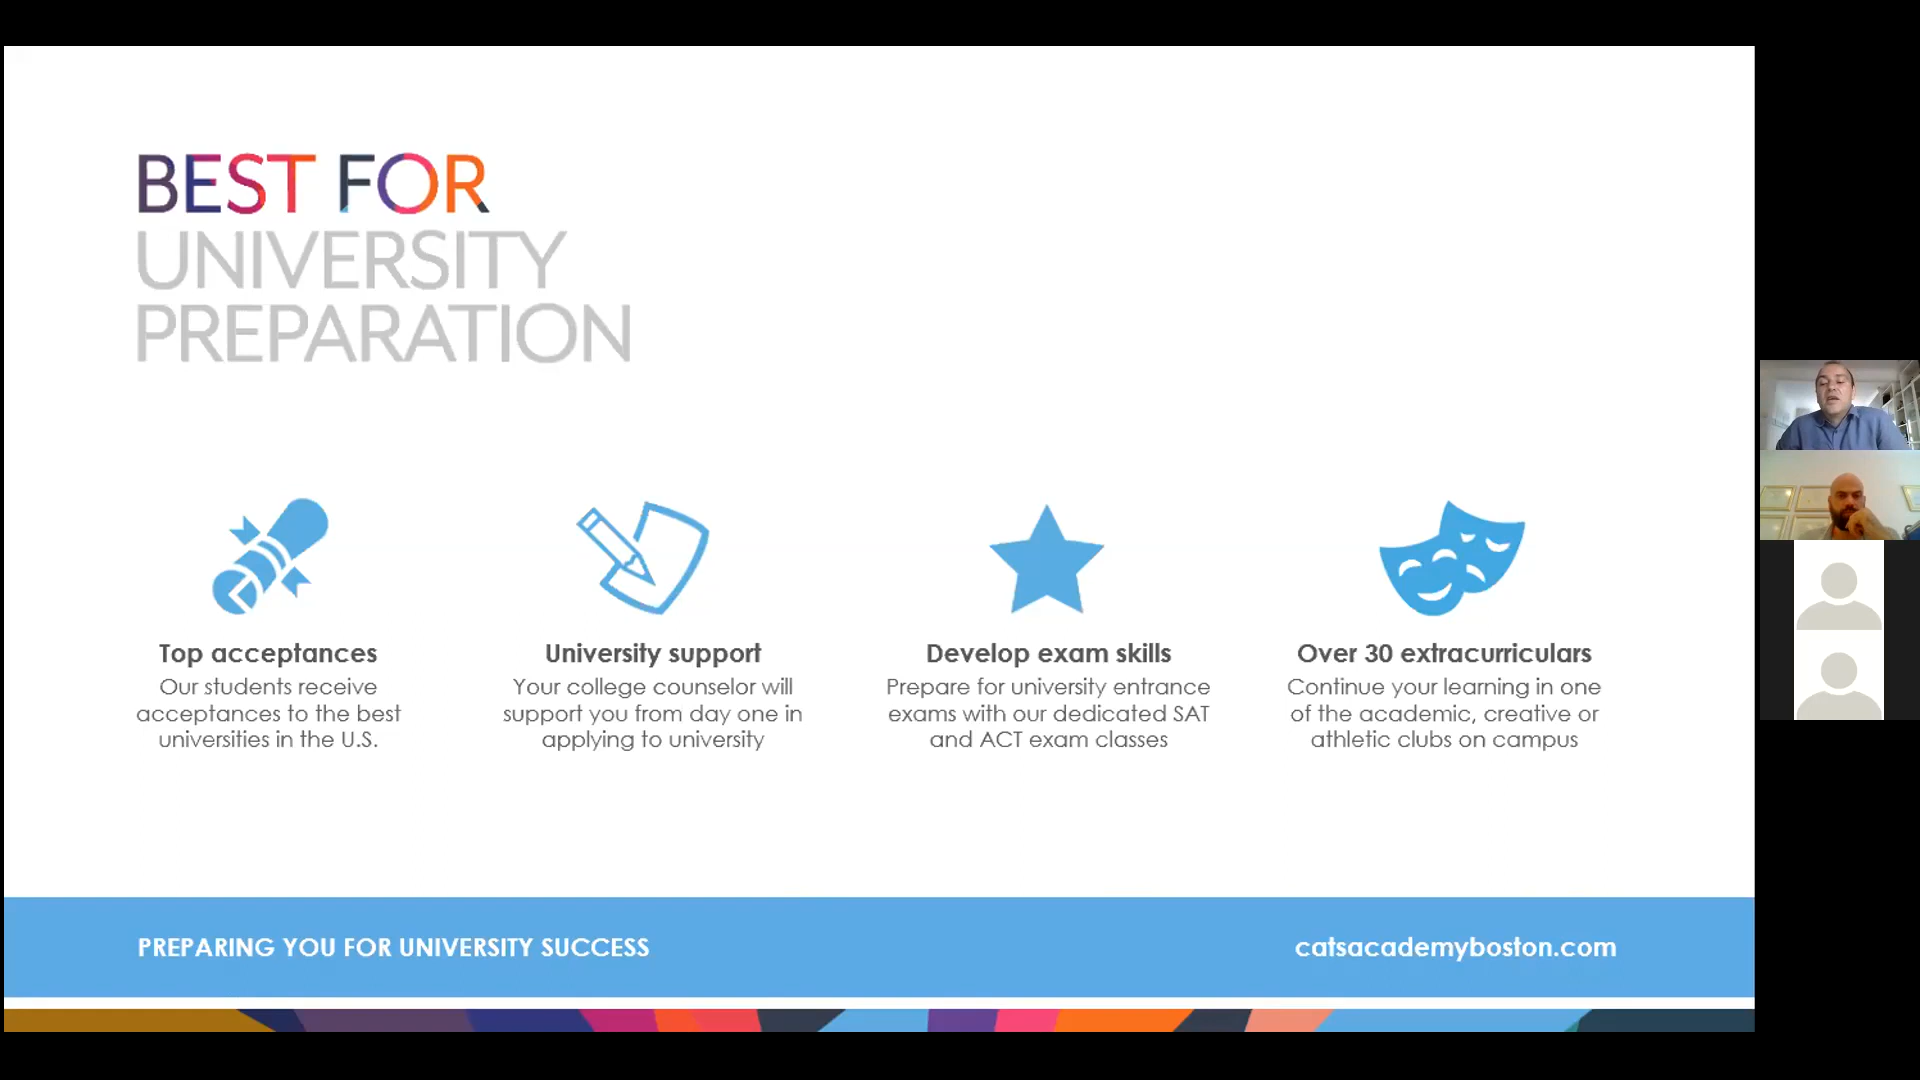 BEST FOR
UNIVERSITY
PREPARATION
Top acceptances
Our students receive
acceptances to the best
universities in the U.S.
University support
Your college counselor will
support you from day one in
applying to university
Develop exam skills
Prepare for university entrance
exams with our dedicated SAT
and ACT exam classes
Over 30 extracurriculars
Continue your learning in one
of the academic, creative or
athletic clubs on campus
PREPARING YOU FOR UNIVERSITY SUCCESS
catsacademyboston.com